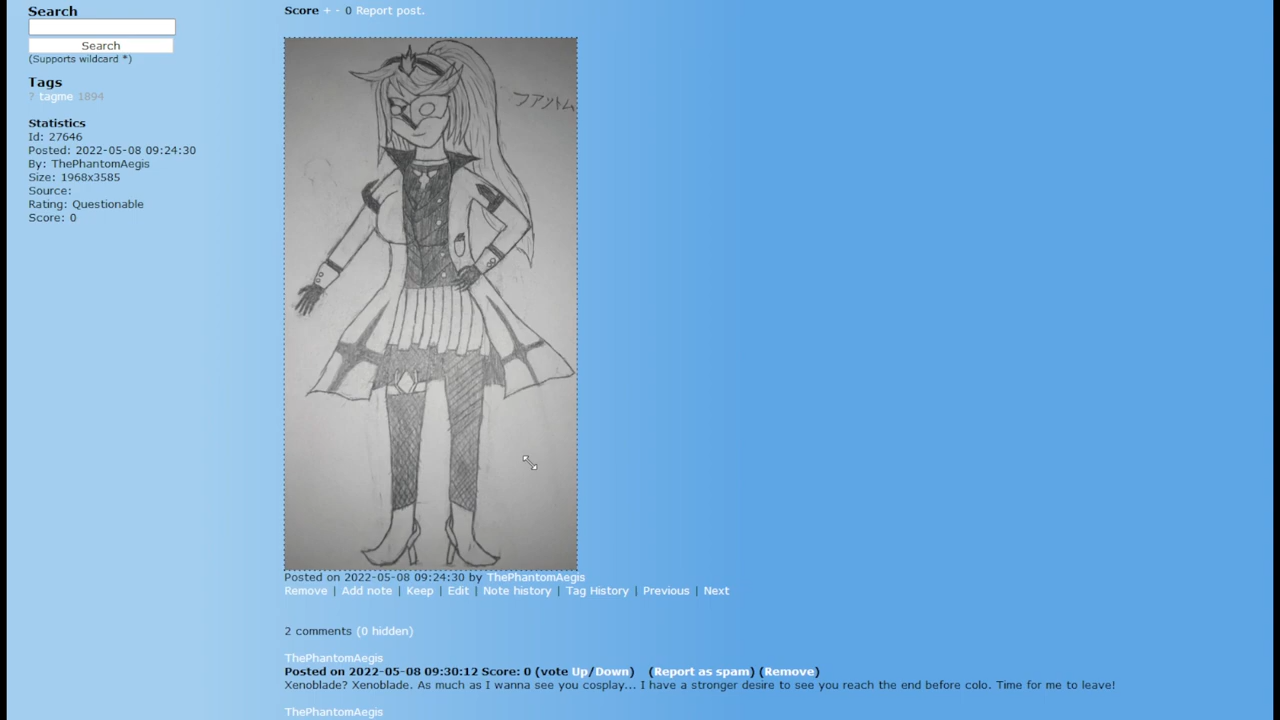 Search
Search
(Supports wildcard *)
Tags
? tagme 1894
Statistics
Id: 27646
Posted: 2022-05-08 09:24:30
By: ThePhantomAegis
Size: 1968x3585
Source:
Rating: Questionable
Score: 0
Score + - 0 Report post.
ファントム
Posted on 2022-05-08 09:24:30 by ThePhantomAegis
Remove | Add note | Keep | Edit | Note history | Tag History | Previous | Next
2 comments (0 hidden)
ThePhantomAegis
Posted on 2022-05-08 09:30:12 Score: 0 (vote Up/Down) (Report as spam) (Remove)
Xenoblade? Xenoblade. As much as I wanna see you cosplay... I have a stronger desire to see you reach the end before colo. Time for me to leave!
ThePhantomAegis